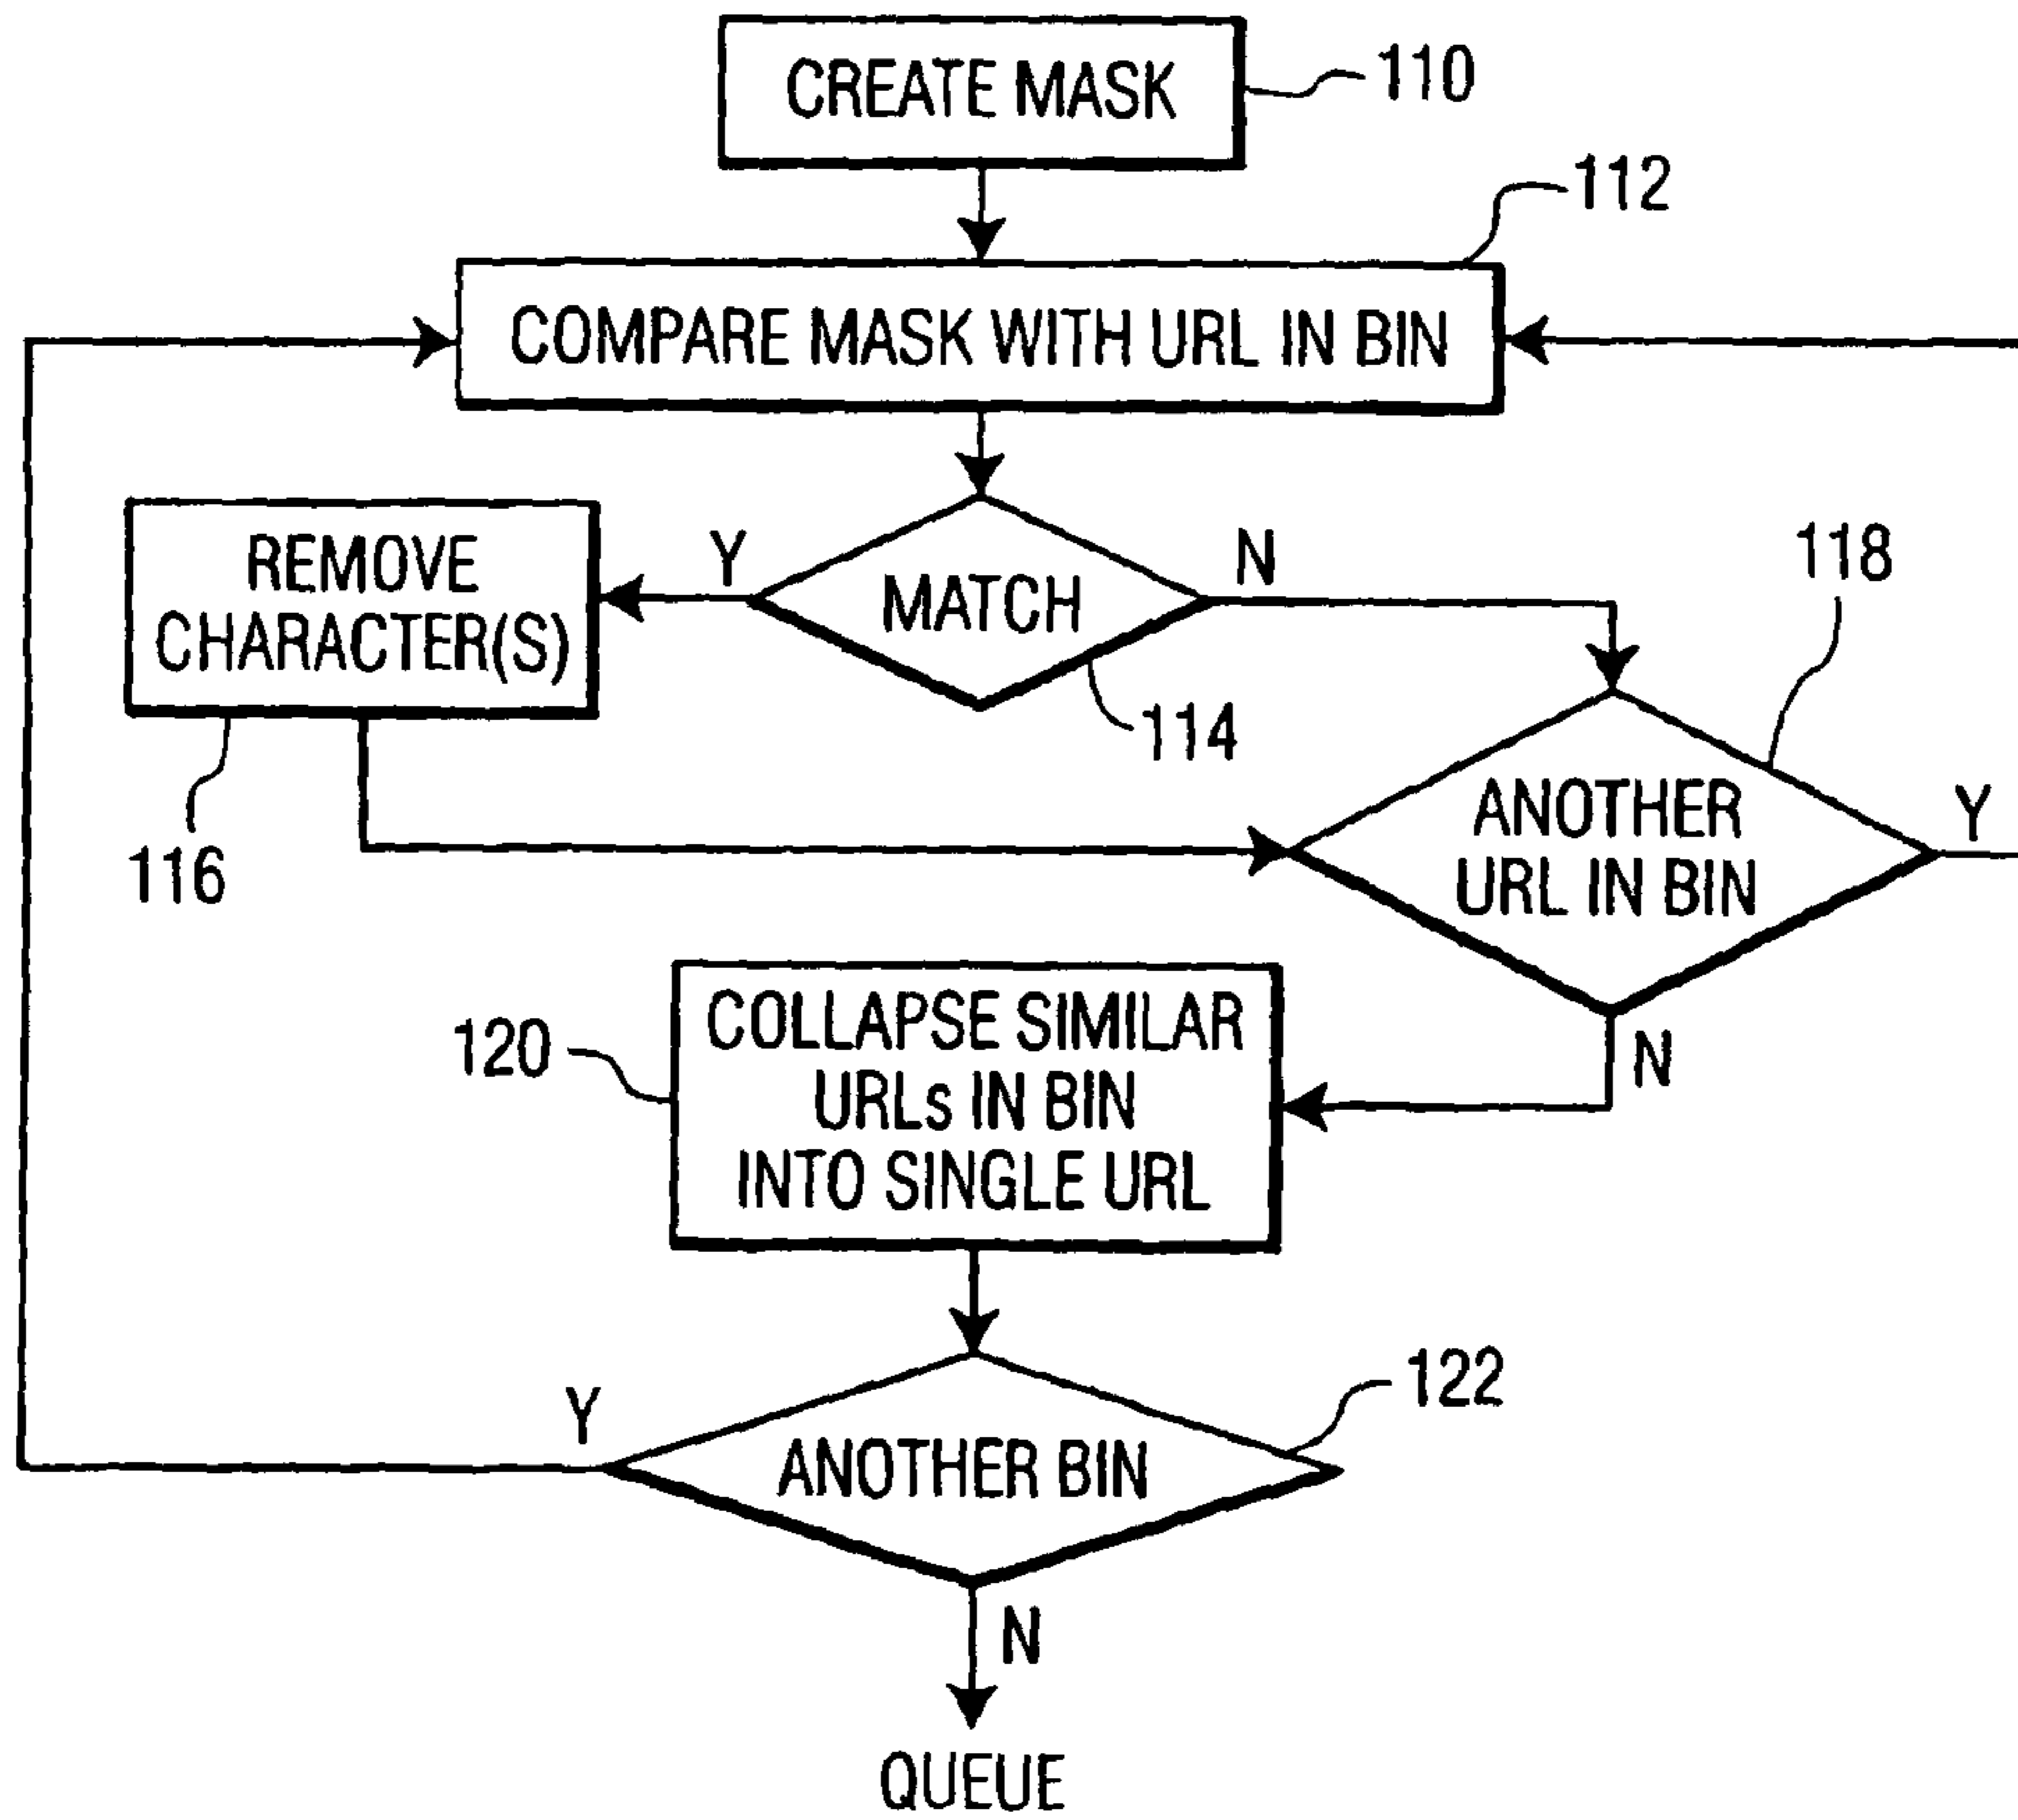 CREATE MASK
110
112
COMPARE MASK WITH URL IN BIN
REMOVE
CHARACTER(S)
116
Y
MATCH
N
114
118
ANOTHER
URL IN BIN
Y
N
120
COLLAPSE SIMILAR
URLs IN BIN
INTO SINGLE URL
122
Y
ANOTHER BIN
N
QUEUE